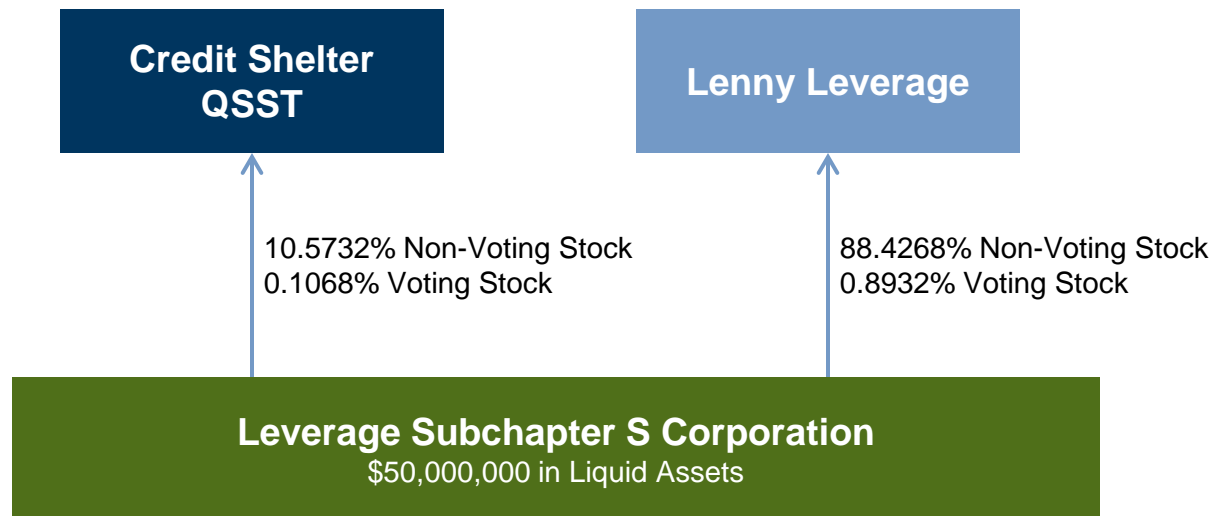 Credit Shelter
QSST
Lenny Leverage
10.5732% Non-Voting Stock
0.1068% Voting Stock
88.4268% Non-Voting Stock
0.8932% Voting Stock
Leverage Subchapter S Corporation
$50,000,000 in Liquid Assets